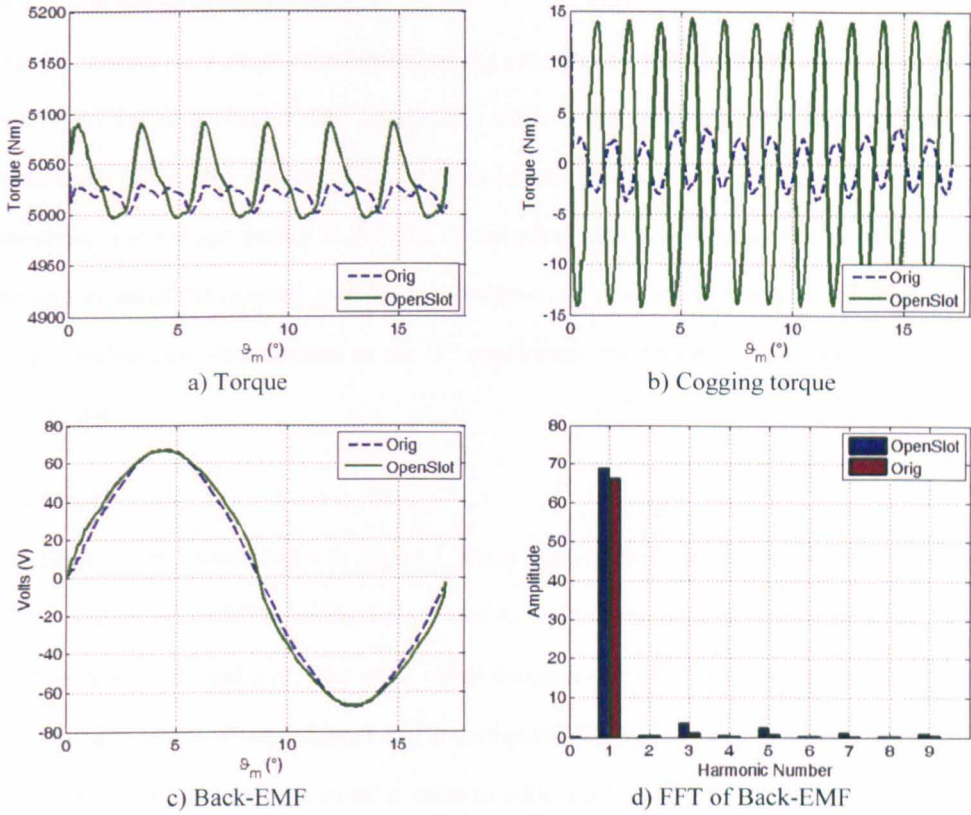 5200
5150
5100
5050
5000
4950
4900
Torque (Nm)
Orig
OpenSlot
0 5 10 15
ϑm (°)
a) Torque
15
10
5
0
-5
-10
-15
Torque (Nm)
Orig
OpenSlot
0 5 10 15
ϑm (°)
b) Cogging torque
80
60
40
20
0
-20
-40
-60
-80
Volts (V)
Orig
OpenSlot
0 5 10 15
ϑm (°)
c) Back-EMF
80
70
60
50
40
30
20
10
0
Amplitude
OpenSlot
Orig
0 1 2 3 4 5 6 7 8 9
Harmonic Number
d) FFT of Back-EMF